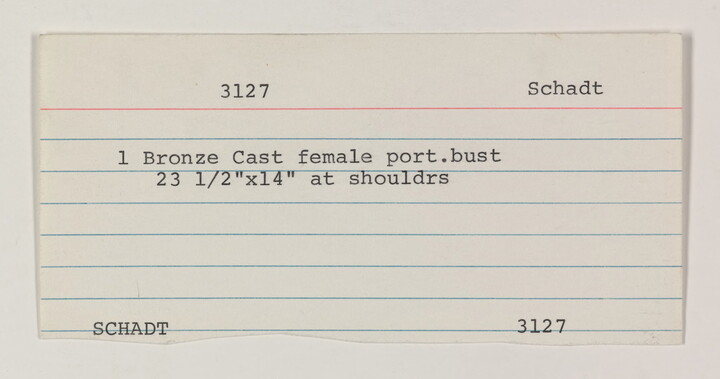 3127 Schadt
1 Bronze Cast female port.bust
23 1/2"x14" at shouldrs
SCHADT 3127